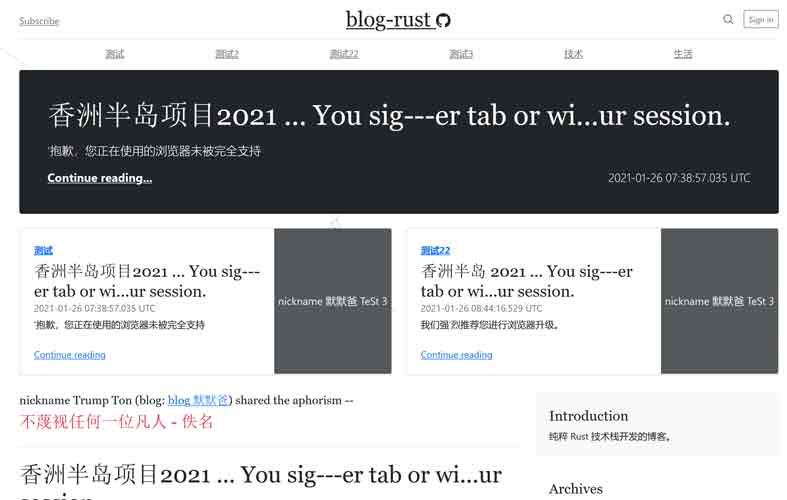 Subscribe
blog-rust
Sign in
测试
测试2
测试22
测试3
技术
生活
香洲半岛项目2021 ... You sig---er tab or wi...ur session.
'抱歉，您正在使用的浏览器未被完全支持
Continue reading...
2021-01-26 07:38:57.035 UTC
测试
香洲半岛项目2021 ... You sig---
er tab or wi...ur session.
2021-01-26 07:38:57.035 UTC
'抱歉，您正在使用的浏览器未被完全支持
Continue reading
nickname 默默爸 TeSt 3
测试22
香洲半岛 2021 ... You sig---er
tab or wi...ur session.
2021-01-26 08:44:16.529 UTC
我们强'烈推荐您进行浏览器升级。
Continue reading
nickname 默默爸 TeSt 3
nickname Trump Ton (blog: blog 默默爸) shared the aphorism --
不蔑视任何一位凡人 - 佚名
Introduction
纯粹 Rust 技术栈开发的博客。
香洲半岛项目2021 ... You sig---er tab or wi...ur
session.
Archives